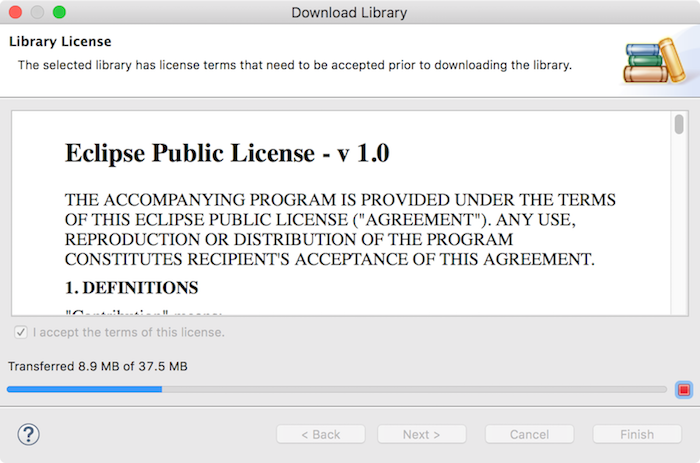 Download Library
Library License
The selected library has license terms that need to be accepted prior to downloading the library.
Eclipse Public License - v 1.0
THE ACCOMPANYING PROGRAM IS PROVIDED UNDER THE TERMS
OF THIS ECLIPSE PUBLIC LICENSE ("AGREEMENT"). ANY USE,
REPRODUCTION OR DISTRIBUTION OF THE PROGRAM
CONSTITUTES RECIPIENT'S ACCEPTANCE OF THIS AGREEMENT.
1. DEFINITIONS
"Contribution" means:
I accept the terms of this license.
Transferred 8.9 MB of 37.5 MB
?
< Back
Next >
Cancel
Finish